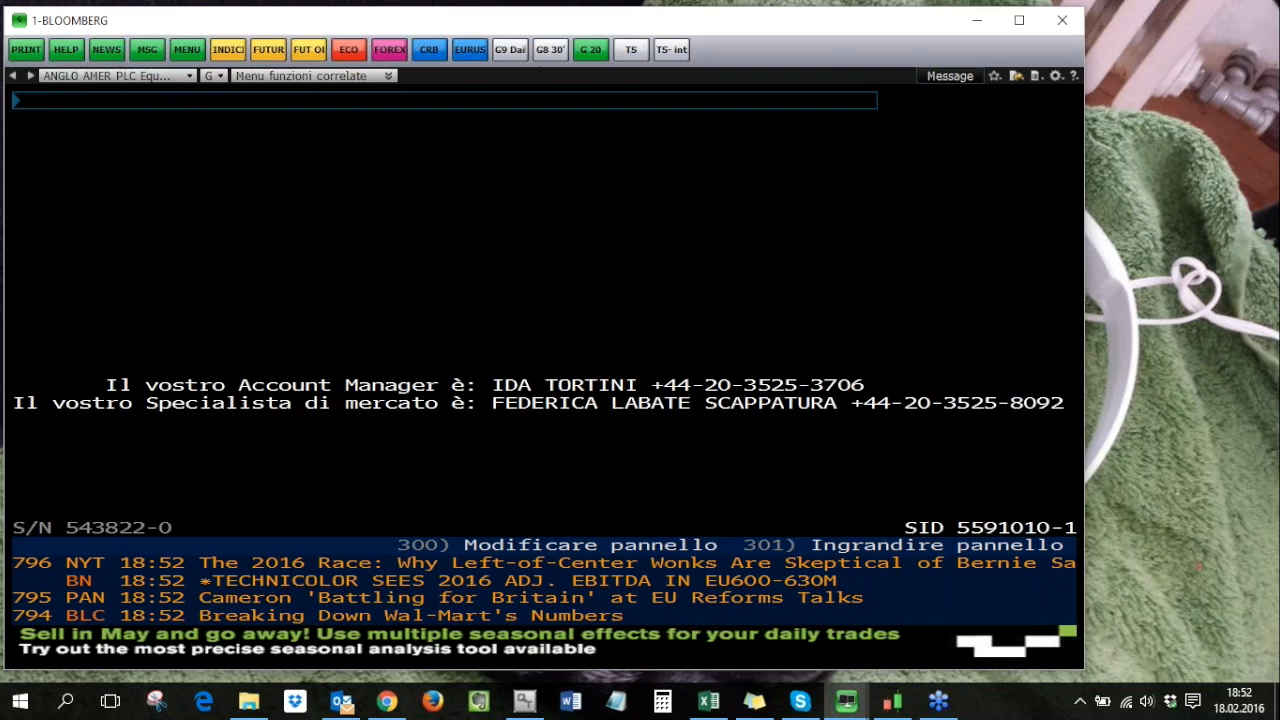 1-BLOOMBERG
PRINT HELP NEWS MSG MENU INDICI FUTUR FUT OI ECO FOREX CRB EURUS G9 Dai G8 30' G 20 TS T5- int
ANGLO AMER PLC Equ... G Menu funzioni correlate Message
Il vostro Account Manager è: IDA TORTINI +44-20-3525-3706
Il vostro Specialista di mercato è: FEDERICA LABATE SCAPPATURA +44-20-3525-8092
S/N 543822-0 SID 5591010-1
300) Modificare pannello 301) Ingrandire pannello
796 NYT 18:52 The 2016 Race: Why Left-of-Center Wonks Are Skeptical of Bernie Sa
BN 18:52 *TECHNICOLOR SEES 2016 ADJ. EBITDA IN EU600-630M
795 PAN 18:52 Cameron 'Battling for Britain' at EU Reforms Talks
794 BLC 18:52 Breaking Down Wal-Mart's Numbers
Sell in May and go away! Use multiple seasonal effects for your daily trades
Try out the most precise seasonal analysis tool available
18:52
18.02.2016